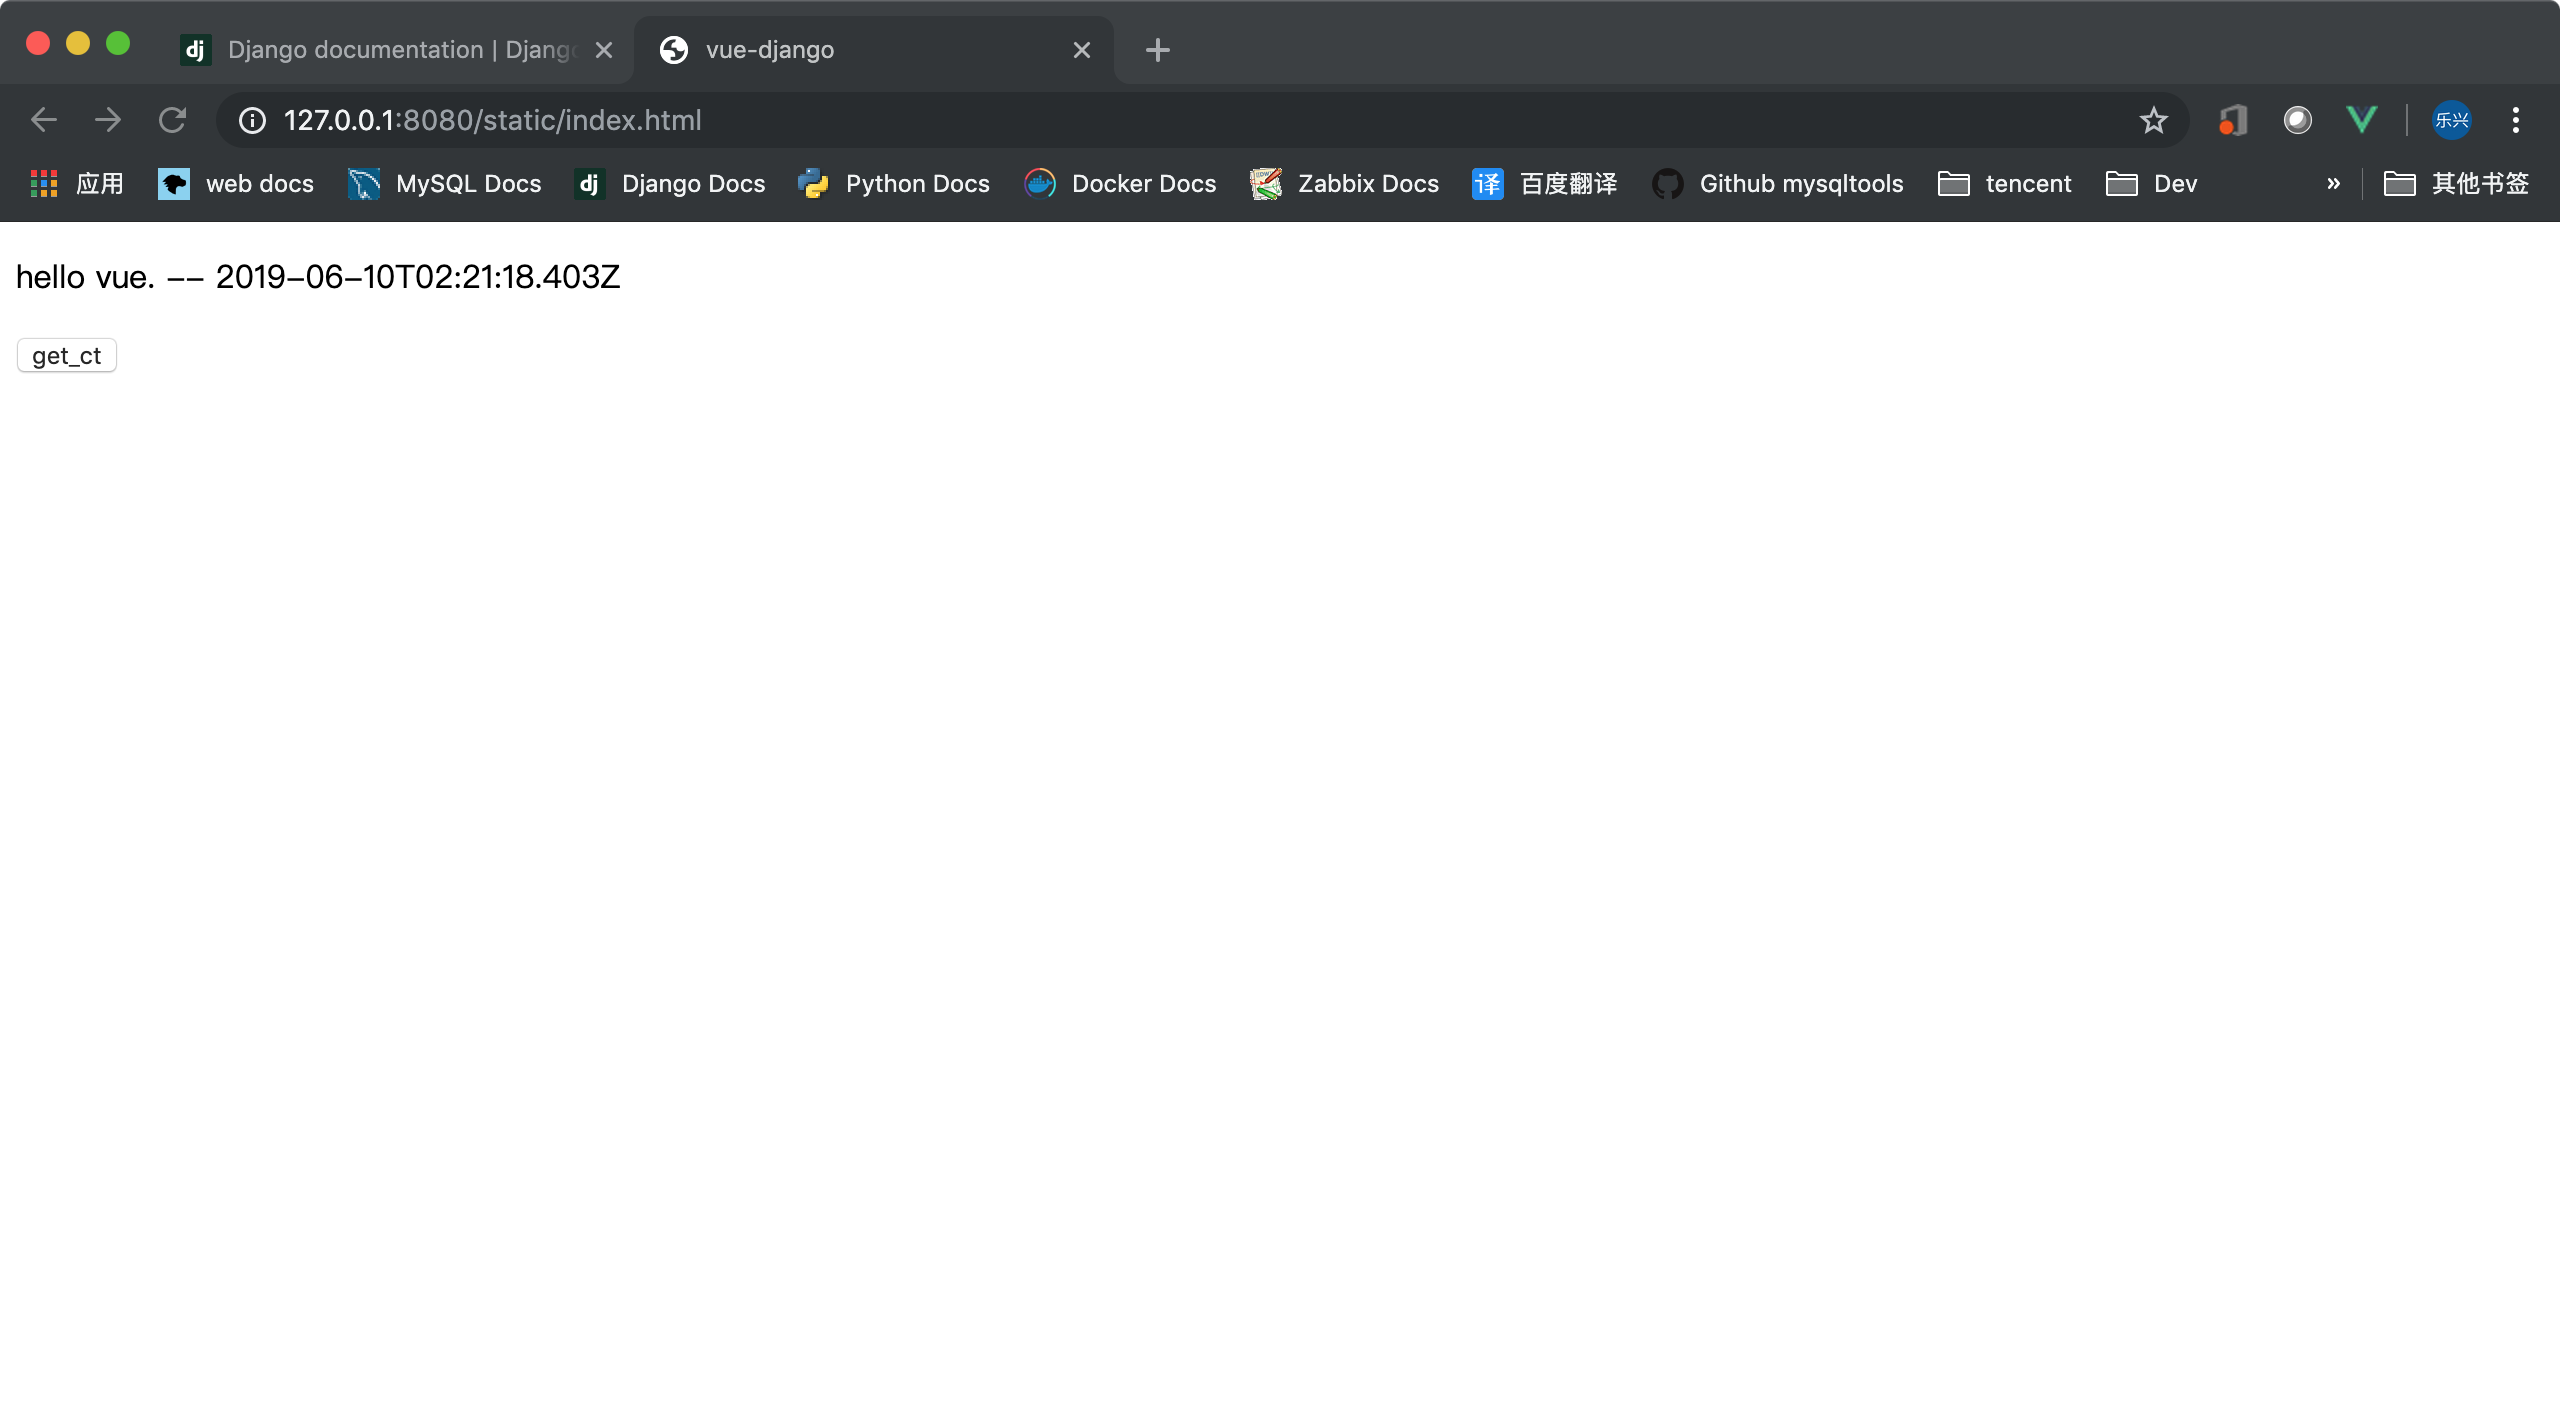 dj Django documentation | Django
vue-django
127.0.0.1:8080/static/index.html
乐兴
应用 web docs MySQL Docs dj Django Docs Python Docs Docker Docs Zabbix Docs 译 百度翻译 Github mysqltools tencent Dev » 其他书签
hello vue. -- 2019-06-10T02:21:18.403Z
get_ct